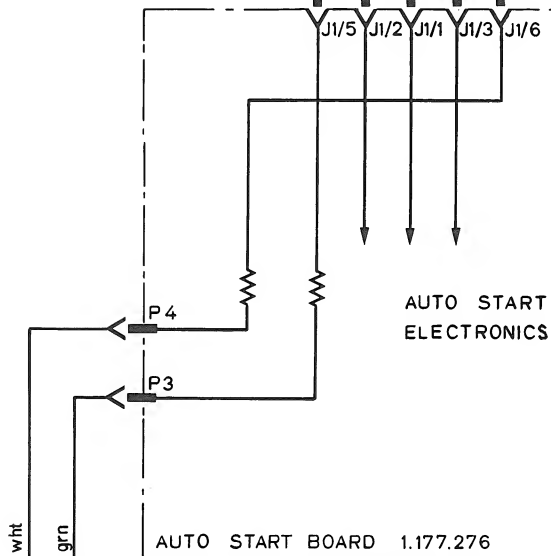 J1/5 J1/2 J1/1 J1/3 J1/6
AUTO START
ELECTRONICS
P4
P3
wht
grn
AUTO START BOARD 1.177.276